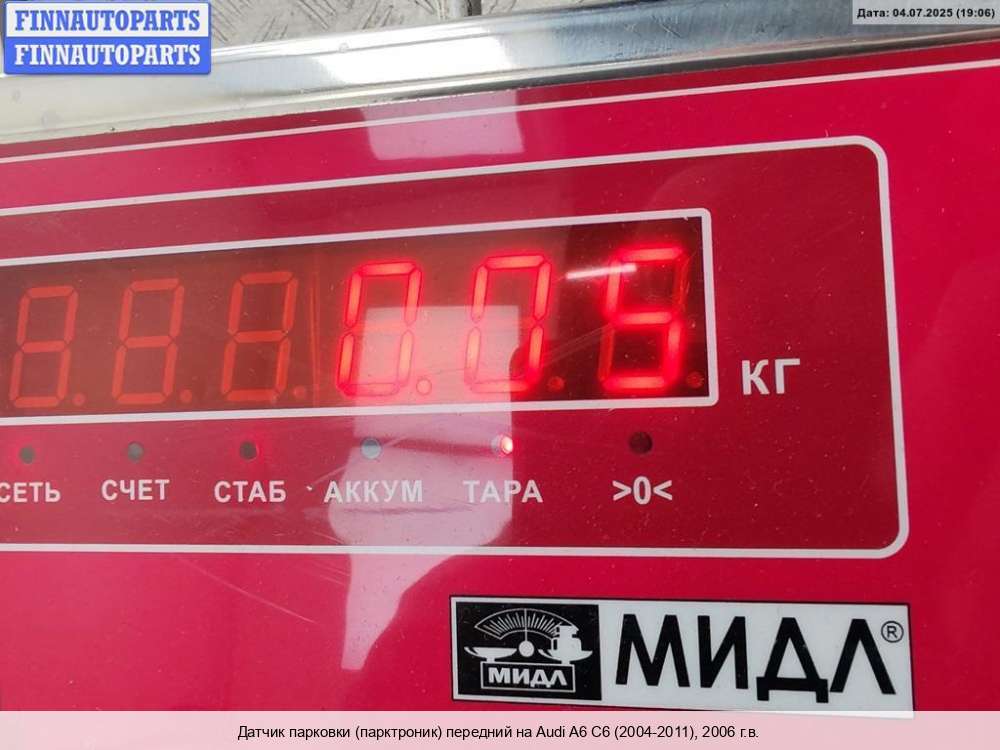 FINNAUTOPARTS
FINNAUTOPARTS
Дата: 04.07.2025 (19:06)
0.05
КГ
СЕТЬ СЧЕТ СТАБ АККУМ ТАРА >0<
МИДЛ
МИДЛ®
Датчик парковки (парктроник) передний на Audi A6 C6 (2004-2011), 2006 г.в.